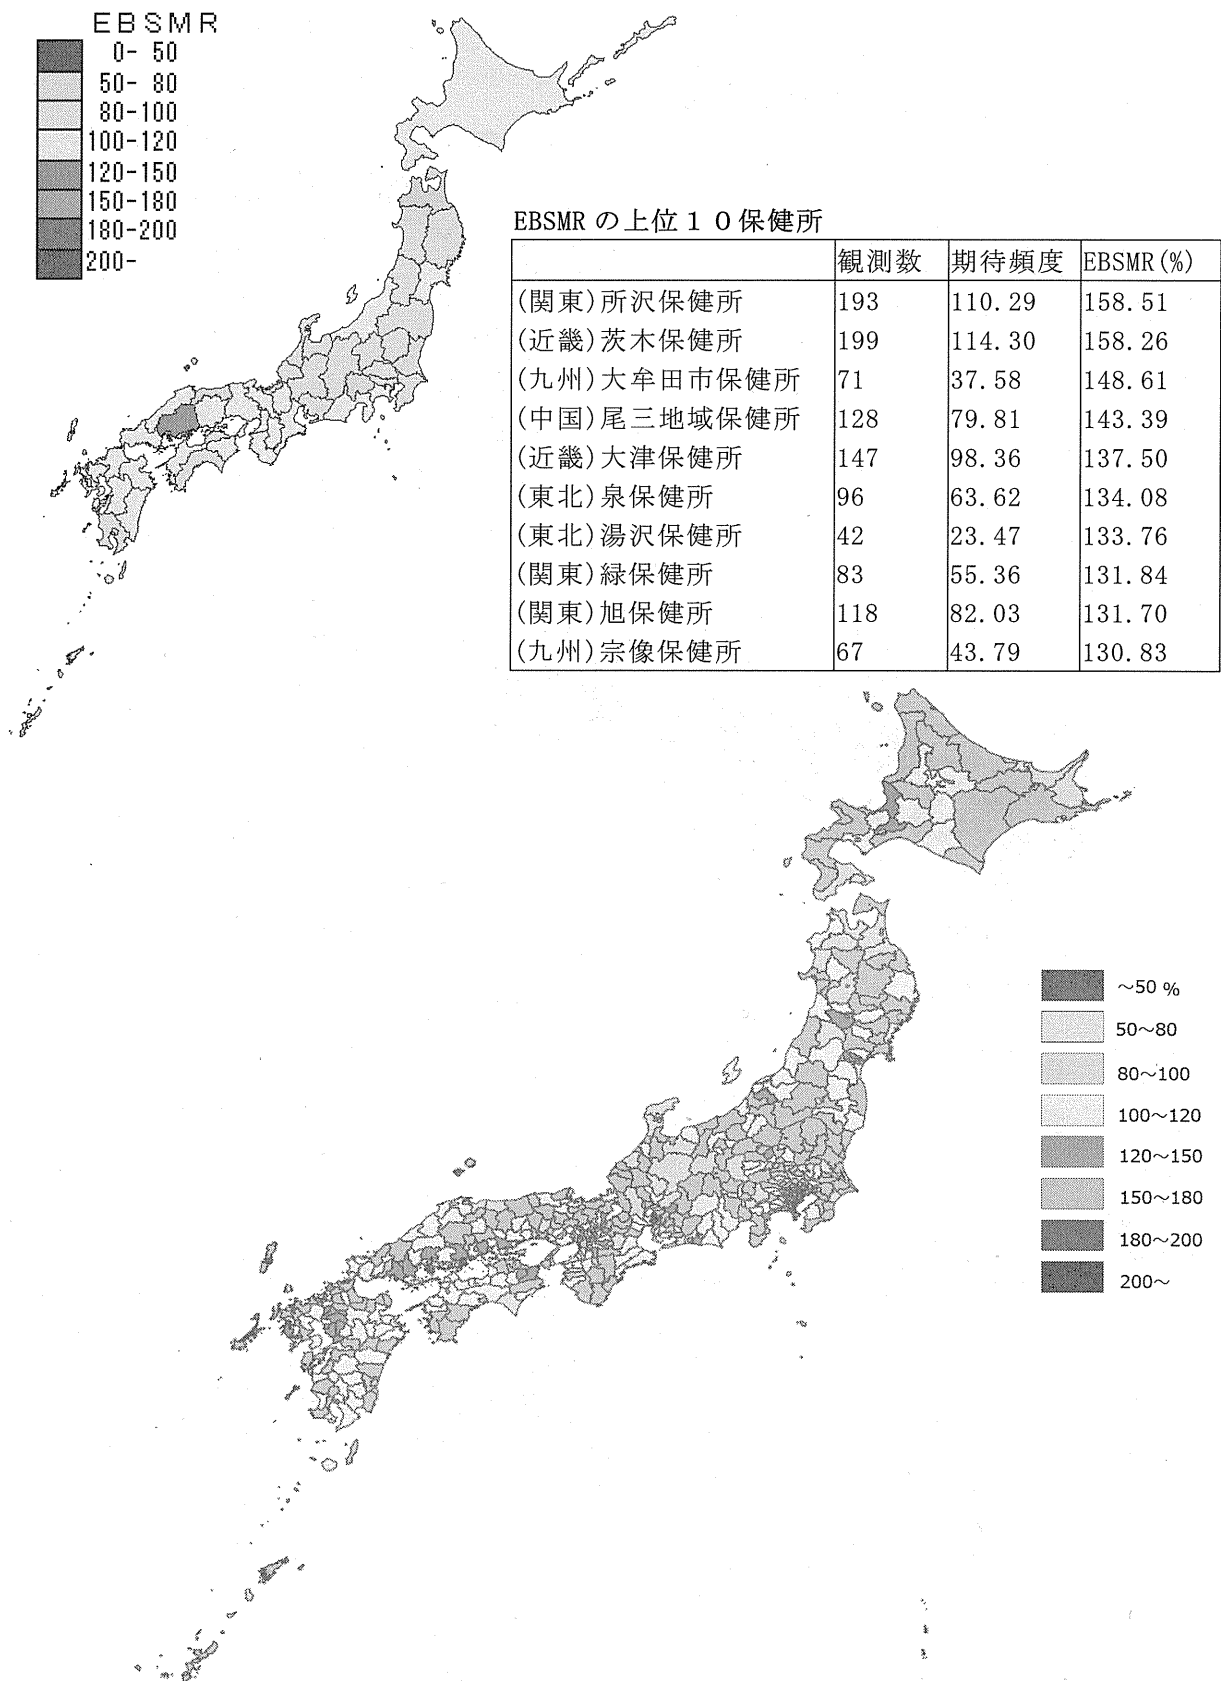 EBSMR
0- 50
50- 80
80-100
100-120
120-150
150-180
180-200
200-
EBSMRの上位10保健所
観測数 期待頻度 EBSMR(%)
(関東)所沢保健所 193 110.29 158.51
(近畿)茨木保健所 199 114.30 158.26
(九州)大牟田市保健所 71 37.58 148.61
(中国)尾三地域保健所 128 79.81 143.39
(近畿)大津保健所 147 98.36 137.50
(東北)泉保健所 96 63.62 134.08
(東北)湯沢保健所 42 23.47 133.76
(関東)緑保健所 83 55.36 131.84
(関東)旭保健所 118 82.03 131.70
(九州)宗像保健所 67 43.79 130.83
～50 %
50～80
80～100
100～120
120～150
150～180
180～200
200～